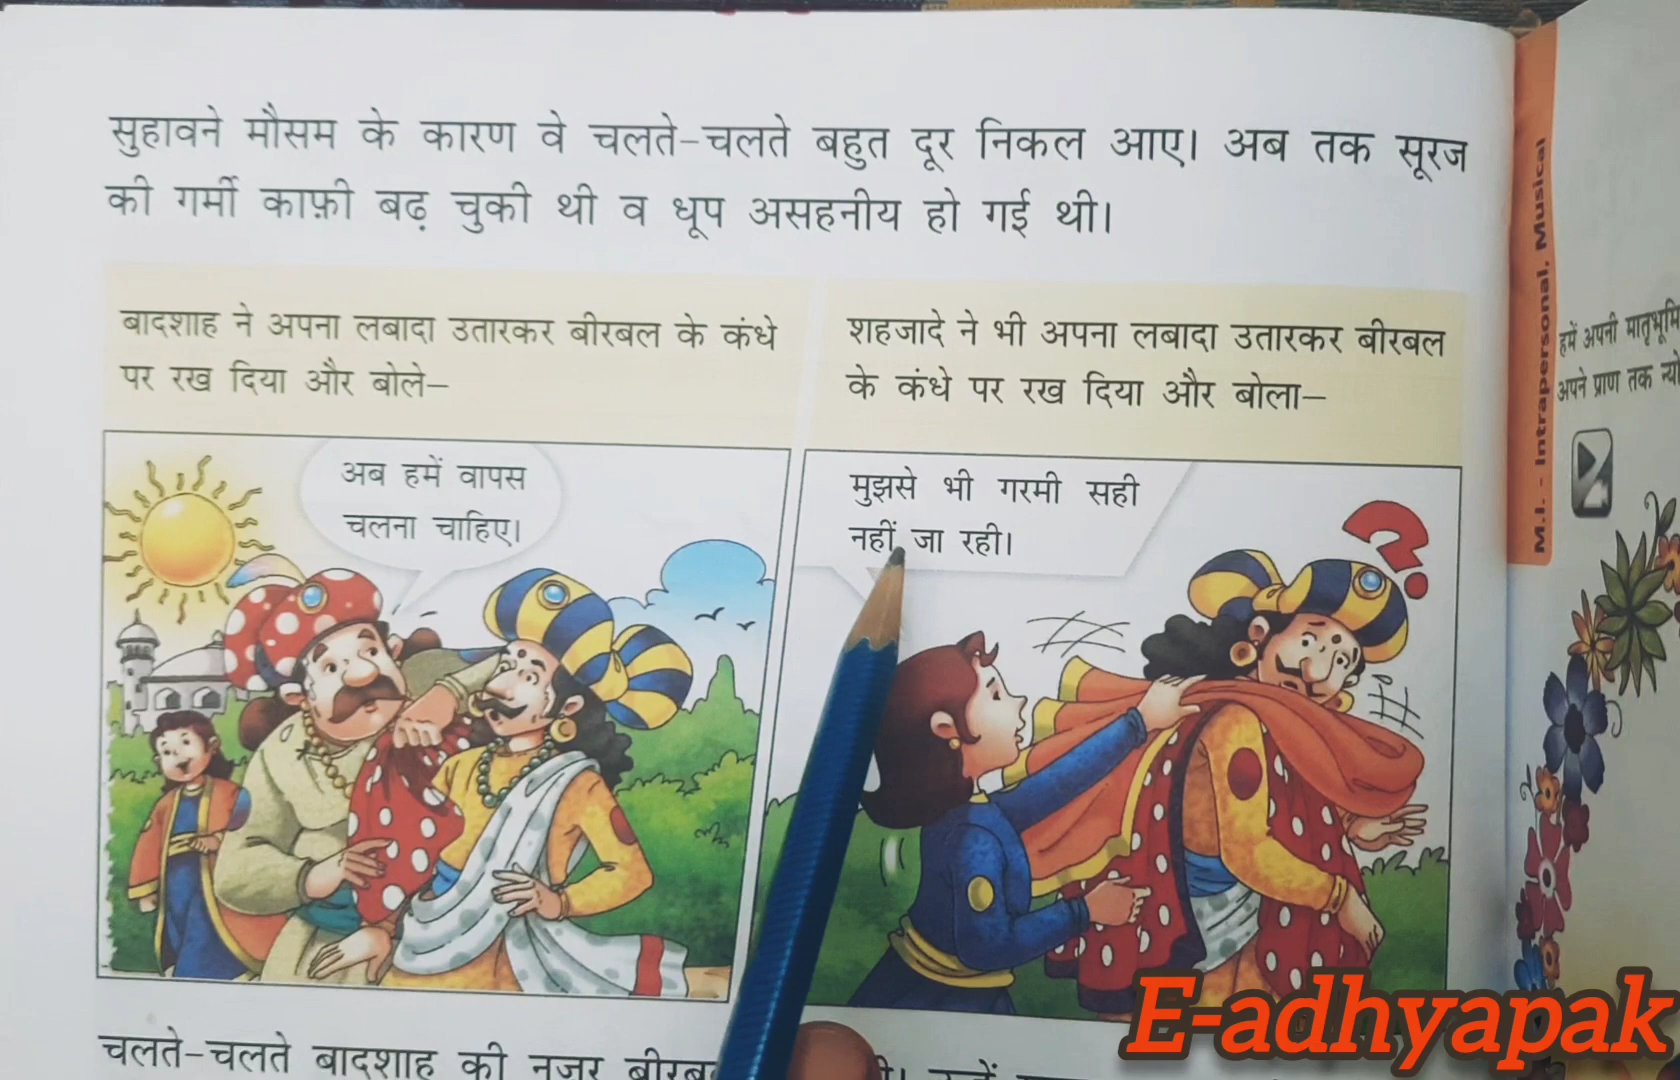 सुहावने मौसम के कारण वे चलते-चलते बहुत दूर निकल आए। अब तक सूरज
की गर्मी काफ़ी बढ़ चुकी थी व धूप असहनीय हो गई थी।
बादशाह ने अपना लबादा उतारकर बीरबल के कंधे
पर रख दिया और बोले–
शहजादे ने भी अपना लबादा उतारकर बीरबल
के कंधे पर रख दिया और बोला–
अब हमें वापस
चलना चाहिए।
मुझसे भी गरमी सही
नहीं जा रही।
चलते-चलते बादशाह की नज़र
M.I. - Intrapersonal, Musical
हमें अपनी मातृभूमि
अपने प्राण तक
E-adhyapak